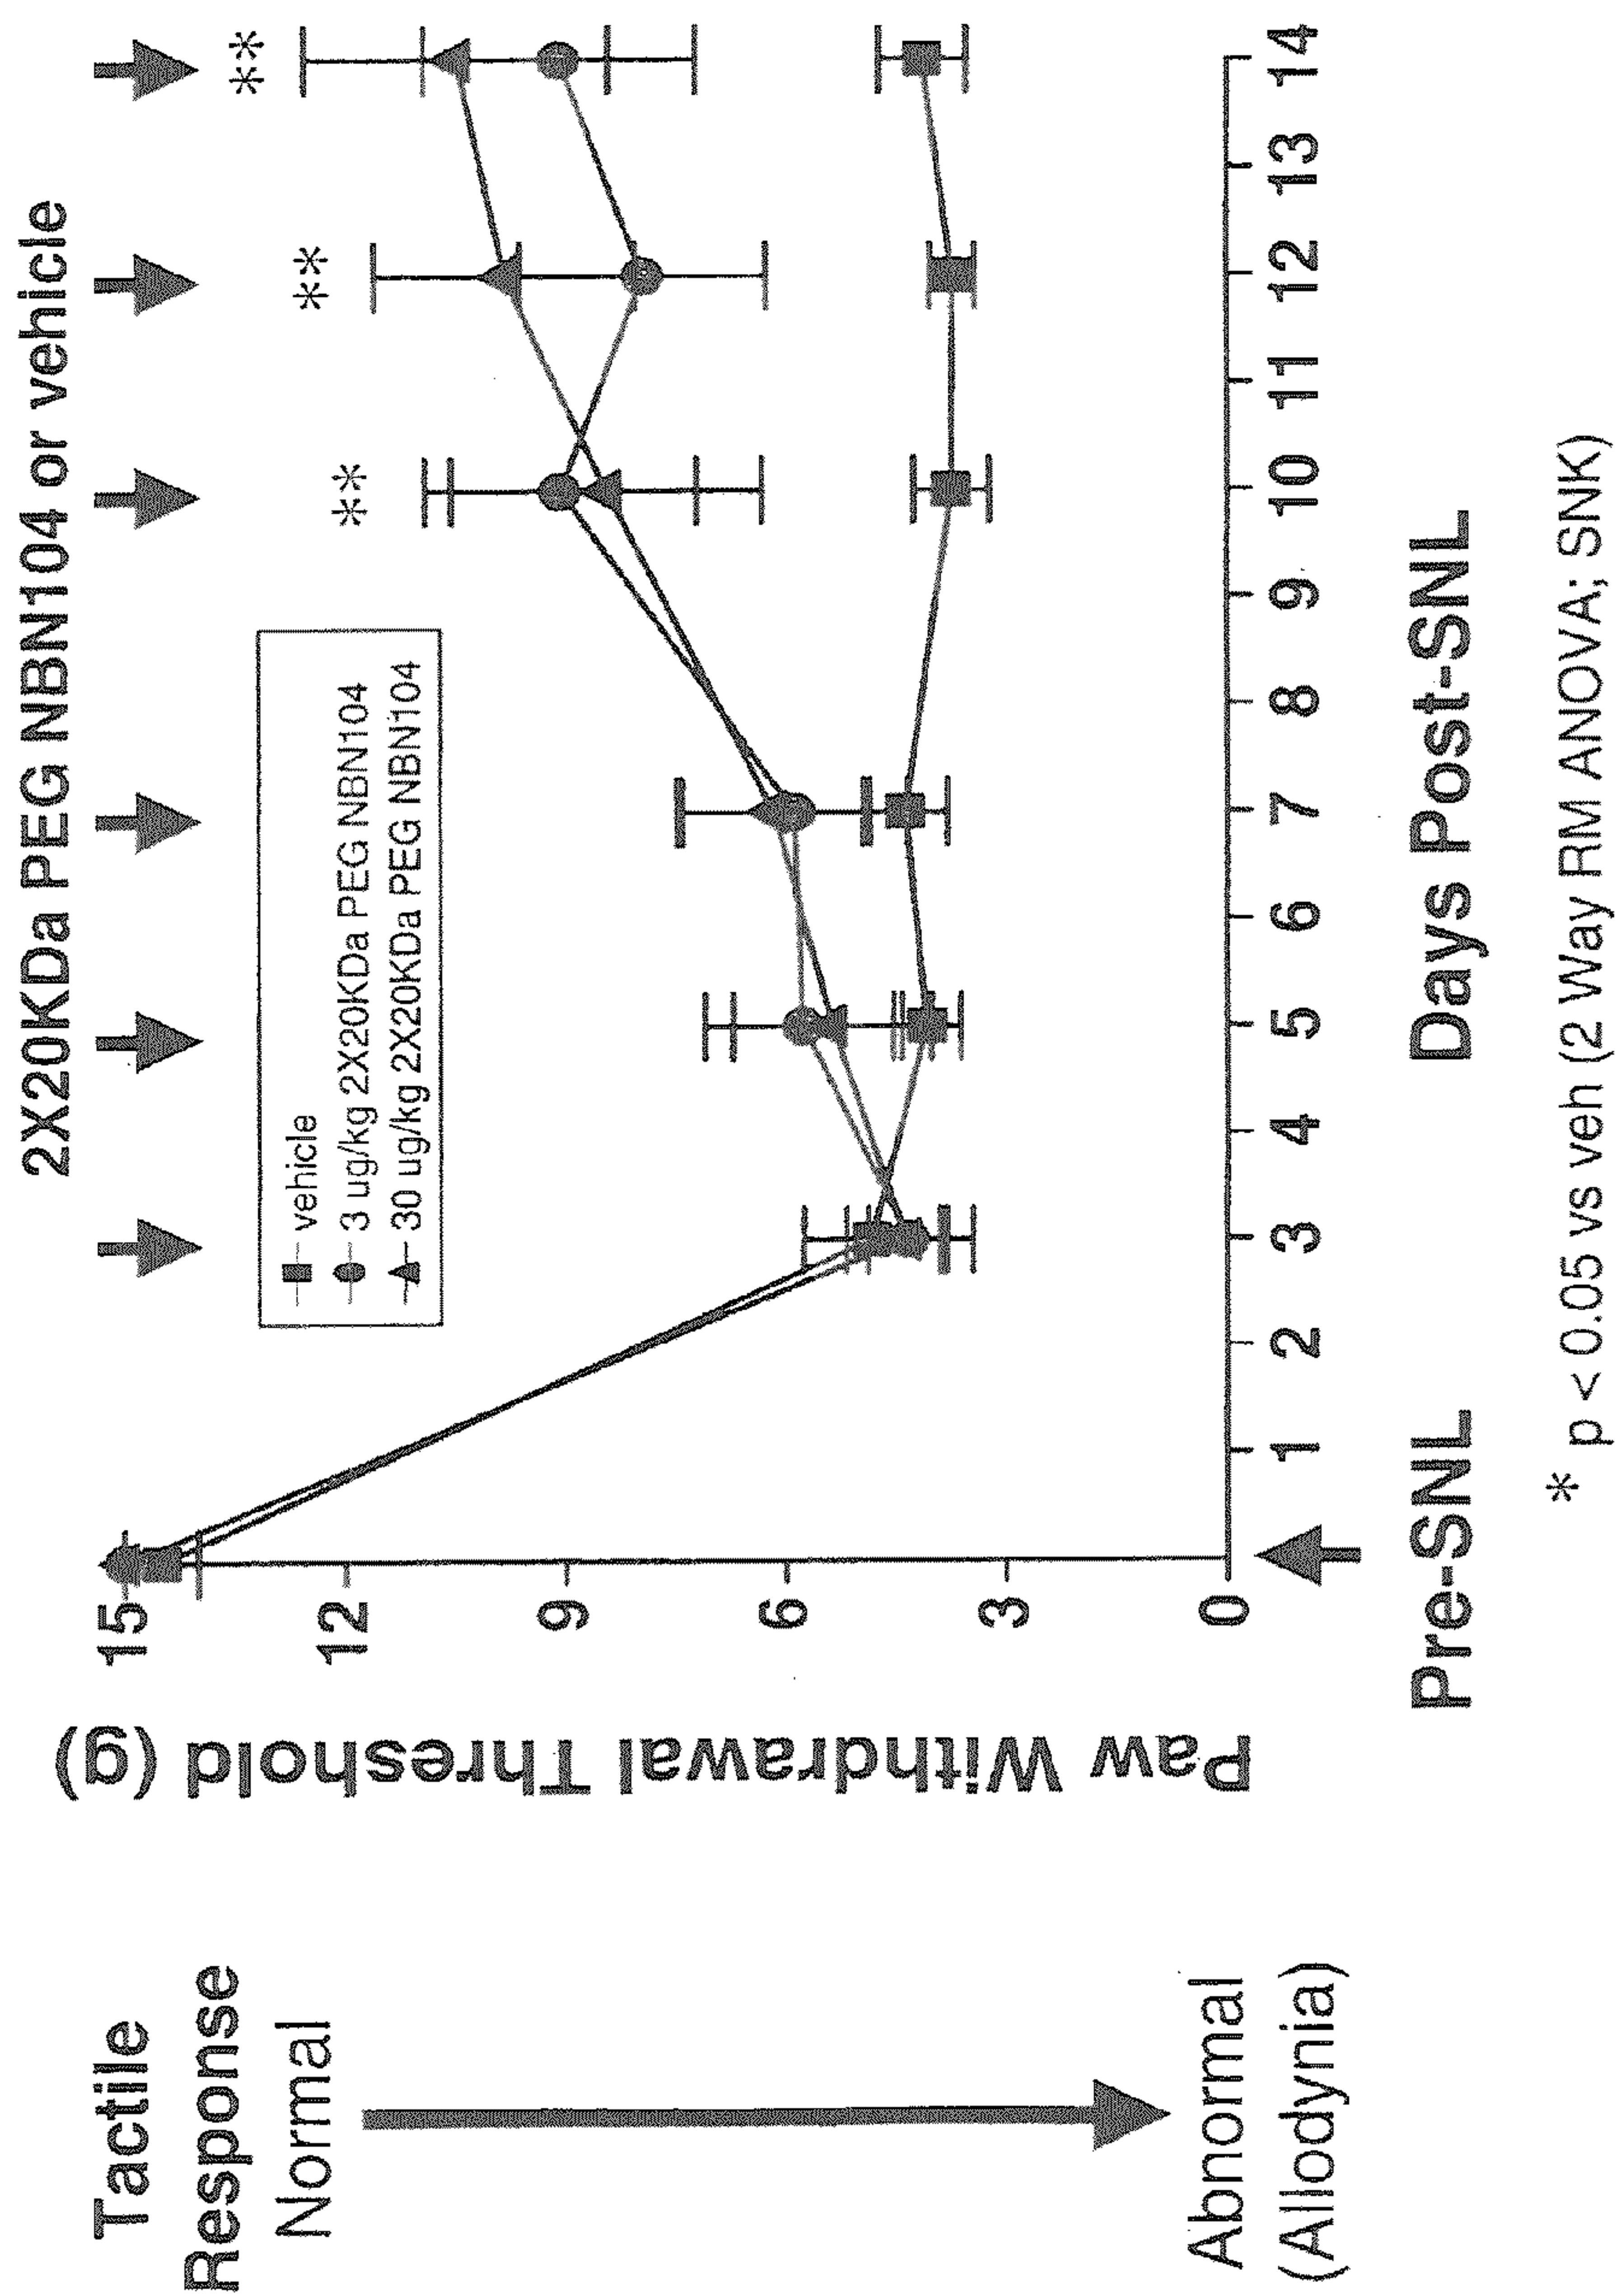 2X20KDa PEG NBN104 or vehicle
Tactile
Response
Normal
Abnormal
(Allodynia)
Paw Withdrawal Threshold (g)
15
12
9
6
3
0
vehicle
3 ug/kg 2X20KDa PEG NBN104
30 ug/kg 2X20KDa PEG NBN104
**
**
**
1 2 3 4 5 6 7 8 9 10 11 12 13 14
Pre-SNL
Days Post-SNL
* p < 0.05 vs veh (2 Way RM ANOVA; SNK)